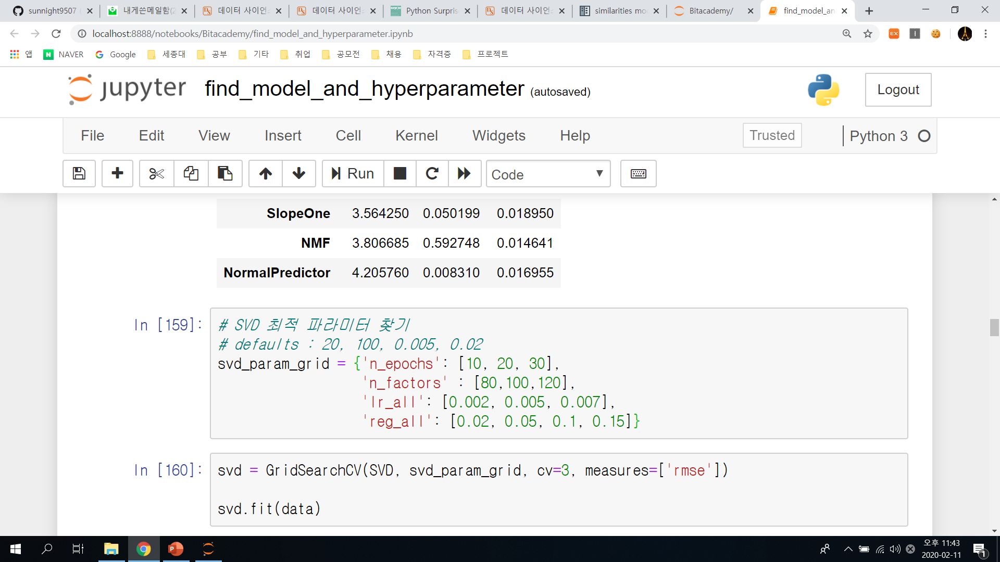 sunnight9507
내게쓴메일함(2
데이터 사이언
데이터 사이언
Python Surpris
데이터 사이언
similarities mo
Bitacademy/
find_model_an
localhost:8888/notebooks/Bitacademy/find_model_and_hyperparameter.ipynb
EX
I
앱
N NAVER
G Google
세종대
공부
기타
취업
공모전
채용
자격증
프로젝트
jupyter find_model_and_hyperparameter (autosaved)
Logout
File Edit View Insert Cell Kernel Widgets Help
Trusted
Python 3
Run
Code
SlopeOne 3.564250 0.050199 0.018950
NMF 3.806685 0.592748 0.014641
NormalPredictor 4.205760 0.008310 0.016955
In [159]:
# SVD 최적 파라미터 찾기
# defaults : 20, 100, 0.005, 0.02
svd_param_grid = {'n_epochs': [10, 20, 30],
'n_factors' : [80,100,120],
'lr_all': [0.002, 0.005, 0.007],
'reg_all': [0.02, 0.05, 0.1, 0.15]}
In [160]:
svd = GridSearchCV(SVD, svd_param_grid, cv=3, measures=['rmse'])
svd.fit(data)
오후 11:43
2020-02-11
1